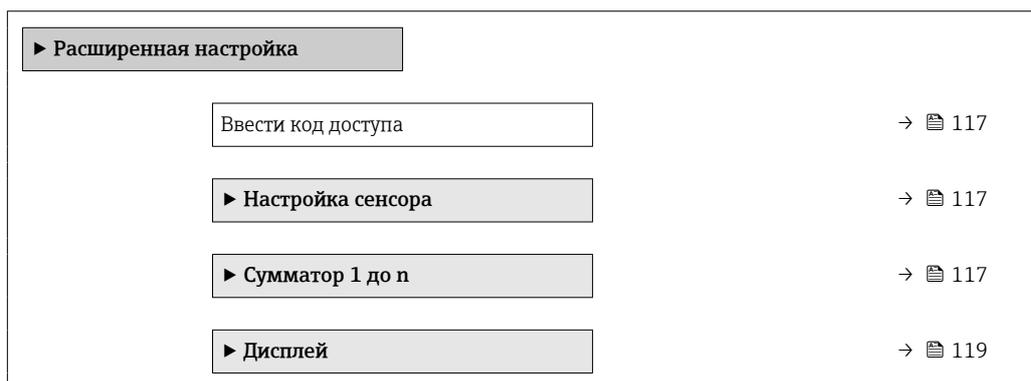 ▶ Расширенная настройка
Ввести код доступа → 🖺 117
▶ Настройка сенсора → 🖺 117
▶ Сумматор 1 до n → 🖺 117
▶ Дисплей → 🖺 119